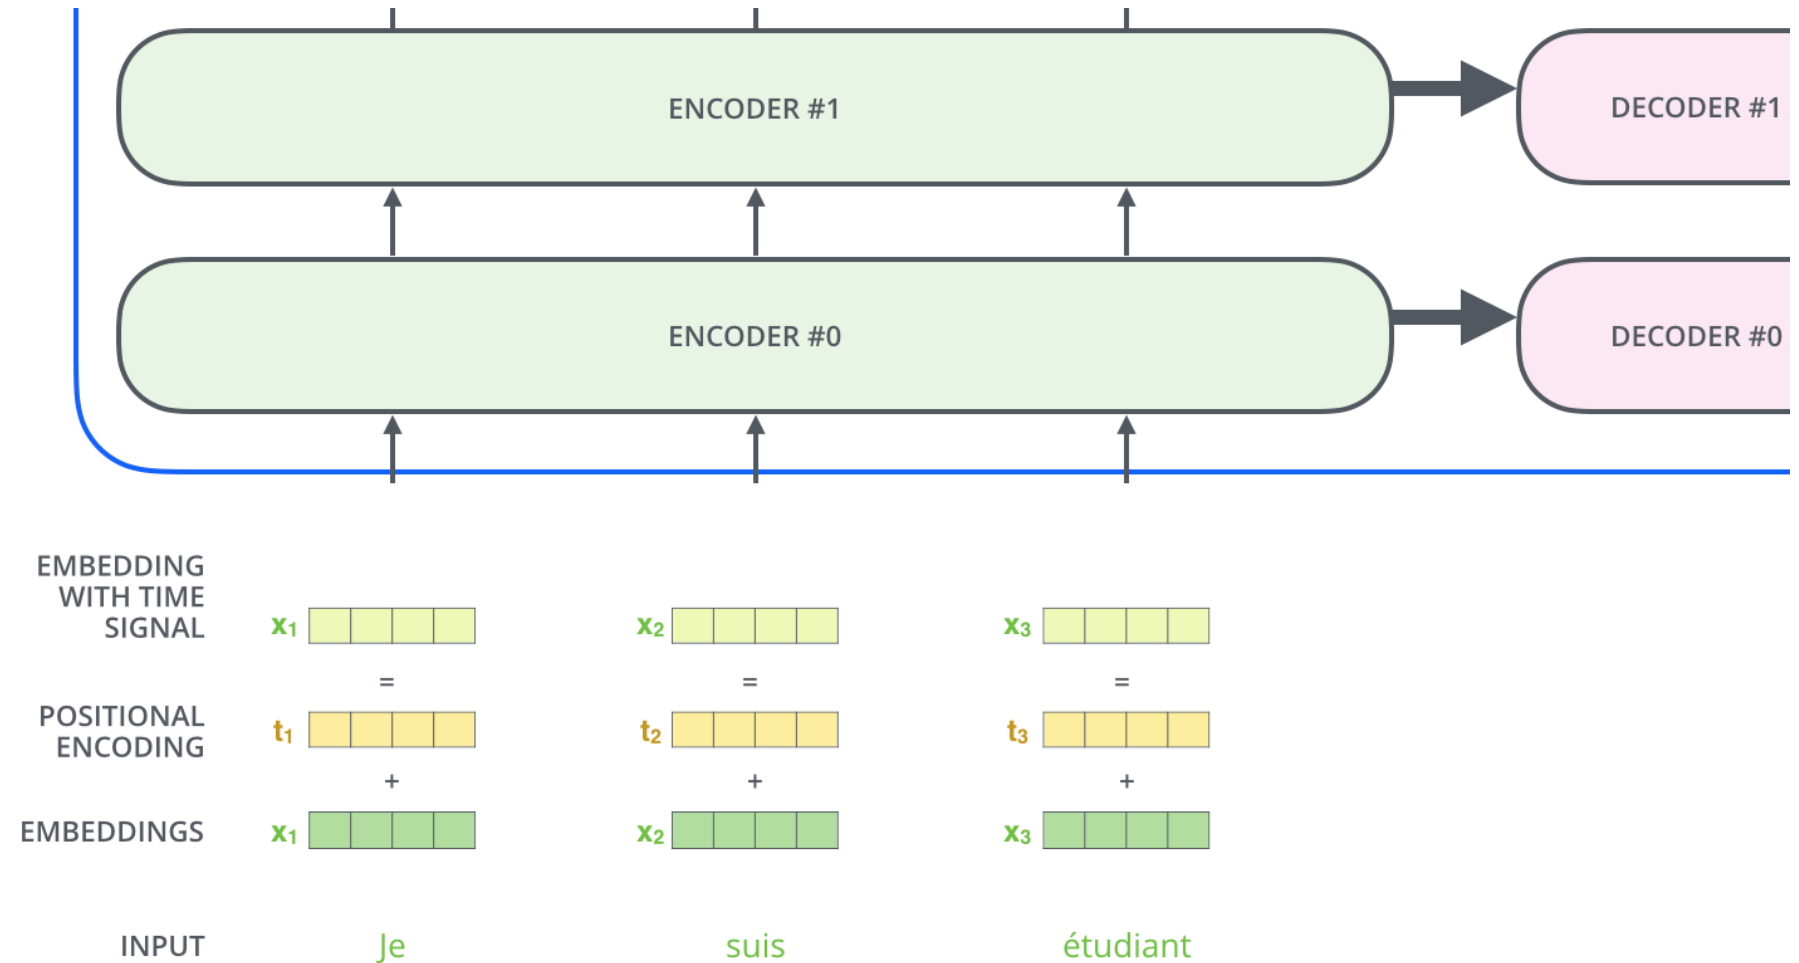 ENCODER #1 DECODER #1
ENCODER #0 DECODER #0
EMBEDDING
WITH TIME
SIGNAL
x1 x2 x3
= = =
POSITIONAL
ENCODING
t1 t2 t3
+ + +
EMBEDDINGS x1 x2 x3
INPUT Je suis étudiant